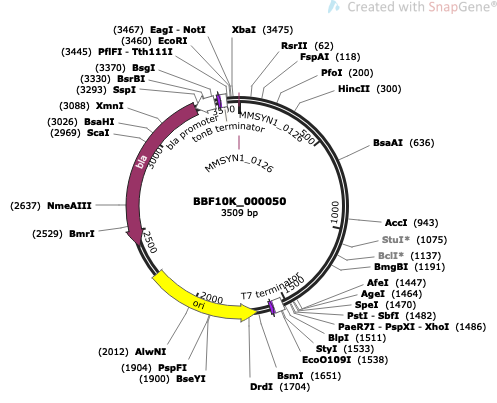 Created with SnapGene®
(3467) EagI - NotI
(3460) EcoRI
(3445) PflFI - Tth111I
(3370) BsgI
(3330) BsrBI
(3293) SspI
(3088) XmnI
(3026) BsaHI
(2969) ScaI
(2637) NmeAIII
(2529) BmrI
(2012) AlwNI
(1904) PspFI
(1900) BseYI
XbaI (3475)
RsrII (62)
FspAI (118)
PfoI (200)
HincII (300)
BsaAI (636)
AccI (943)
StuI* (1075)
BclI* (1137)
BmgBI (1191)
AfeI (1447)
AgeI (1464)
SpeI (1470)
PstI - SbfI (1482)
PaeR7I - PspXI - XhoI (1486)
BlpI (1511)
StyI (1533)
EcoO109I (1538)
BsmI (1651)
DrdI (1704)
3500
MMSYN1_0126
500
bla promoter
tonB terminator
MMSYN1_0126
bla
3000
BBF10K_000050
3509 bp
1000
2500
T7 terminator
1500
2000
ori